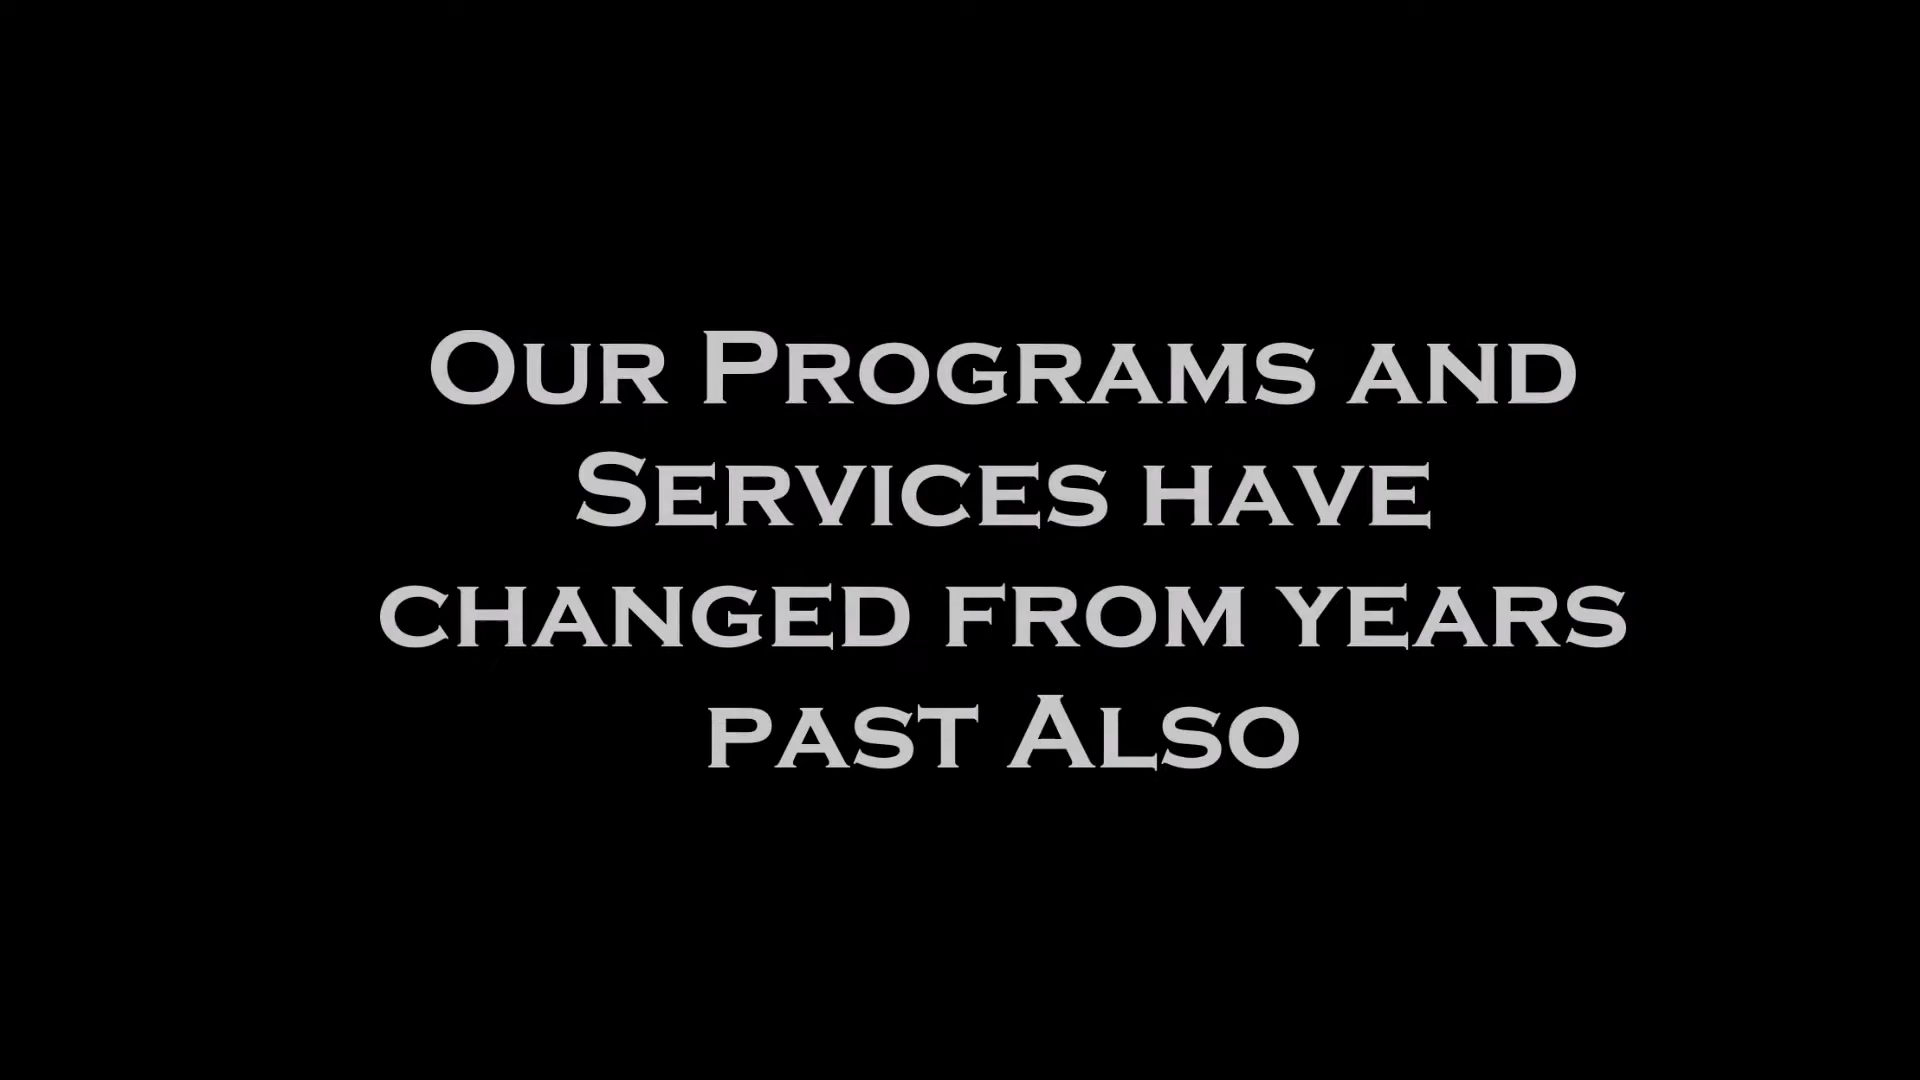 Our Programs and
Services have
changed from years
past Also